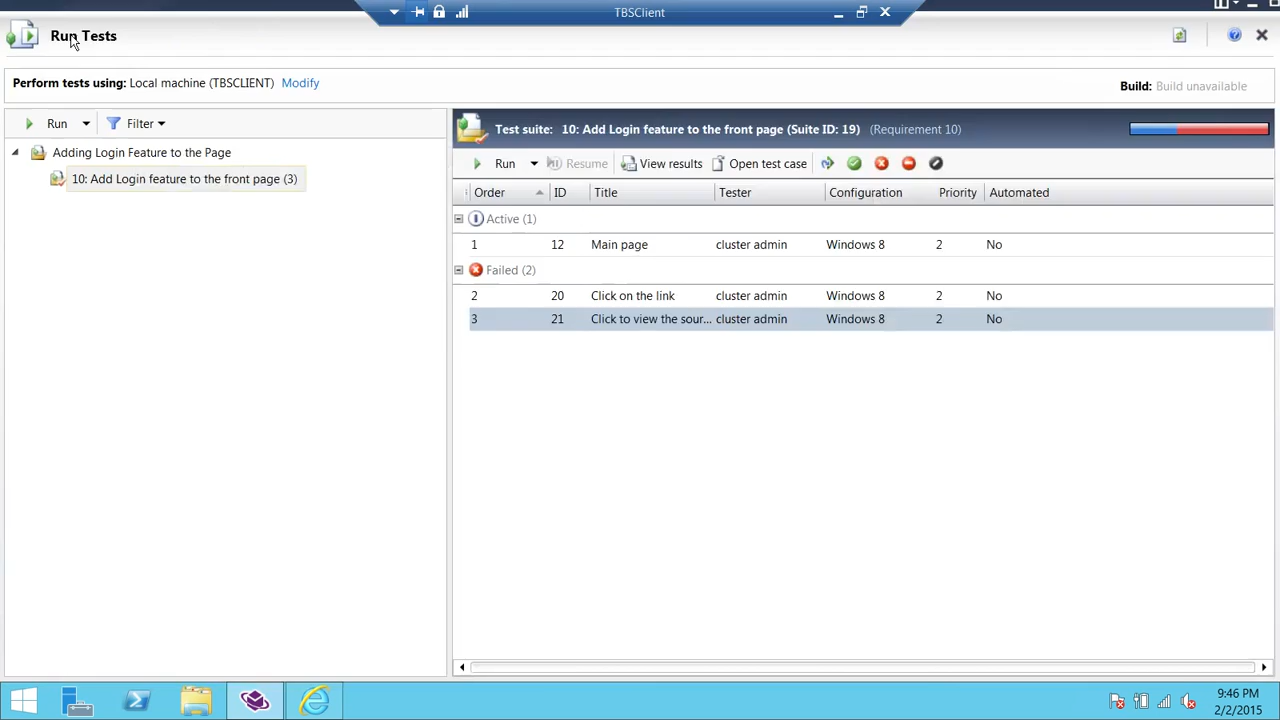 TBSClient
Run Tests
Perform tests using: Local machine (TBSCLIENT) Modify
Build: Build unavailable
Run Filter
Adding Login Feature to the Page
10: Add Login feature to the front page (3)
Test suite: 10: Add Login feature to the front page (Suite ID: 19) (Requirement 10)
Run Resume View results Open test case
Order ID Title Tester Configuration Priority Automated
Active (1)
1 12 Main page cluster admin Windows 8 2 No
Failed (2)
2 20 Click on the link cluster admin Windows 8 2 No
3 21 Click to view the sour... cluster admin Windows 8 2 No
9:46 PM
2/2/2015